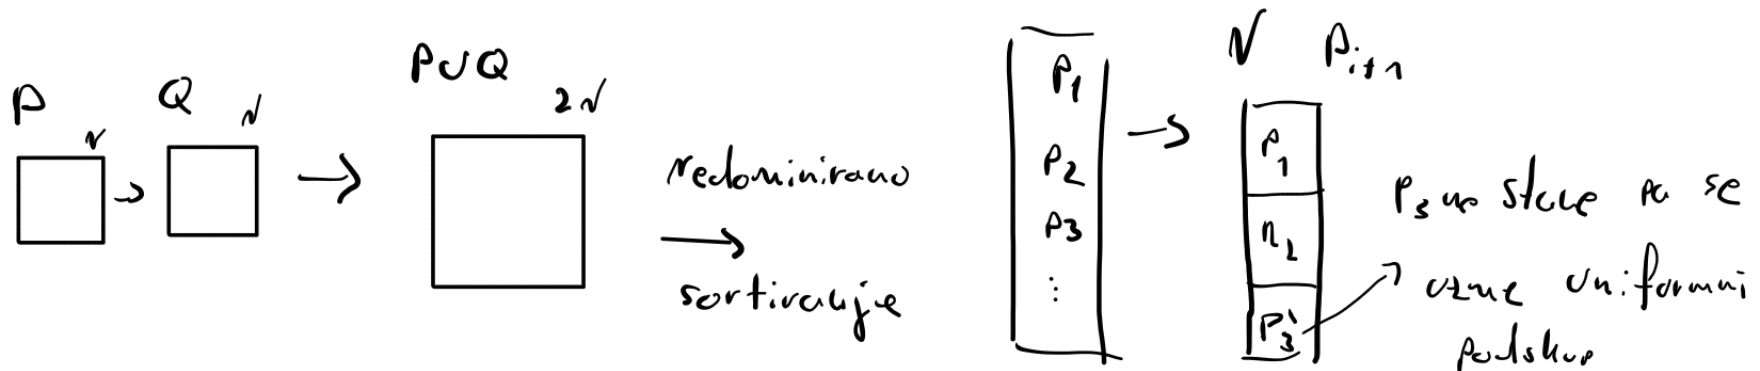 P N
Q N
P∪Q 2N
nedominirano
sortiranje
P1
P2
P3
⋮
N Pi+1
P1
P2
P3'
P3 ne stane pa se
uzme uniformni
podskup